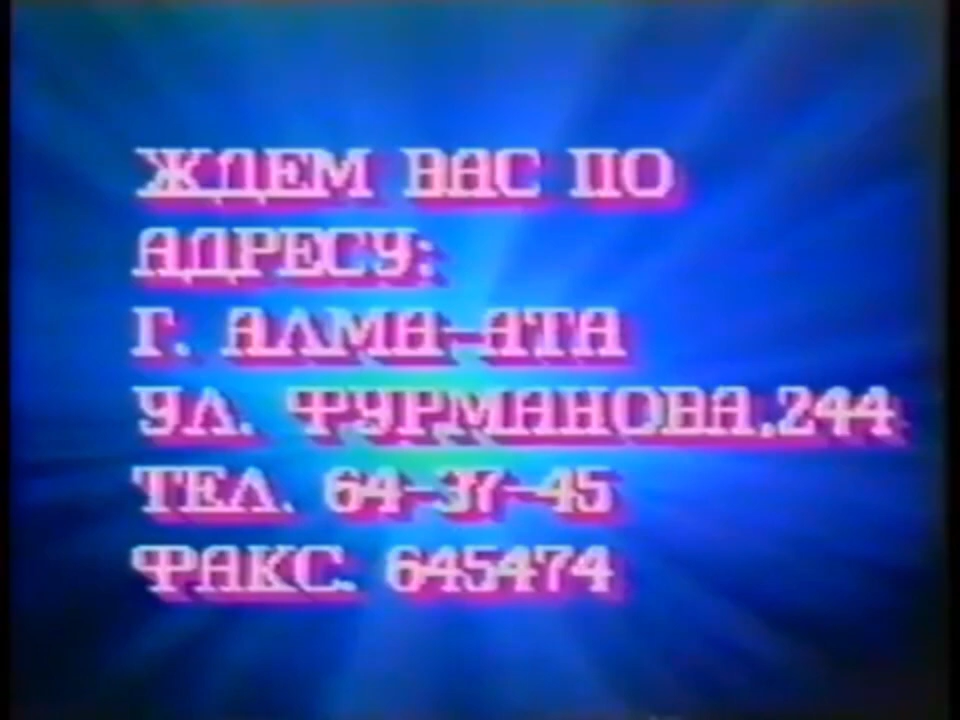 ЖДЕМ ВАС ПО
АДРЕСУ:
Г. АЛМА-АТА
УЛ. ФУРМАНОВА.244
ТЕЛ. 64-37-45
ФАКС. 645474